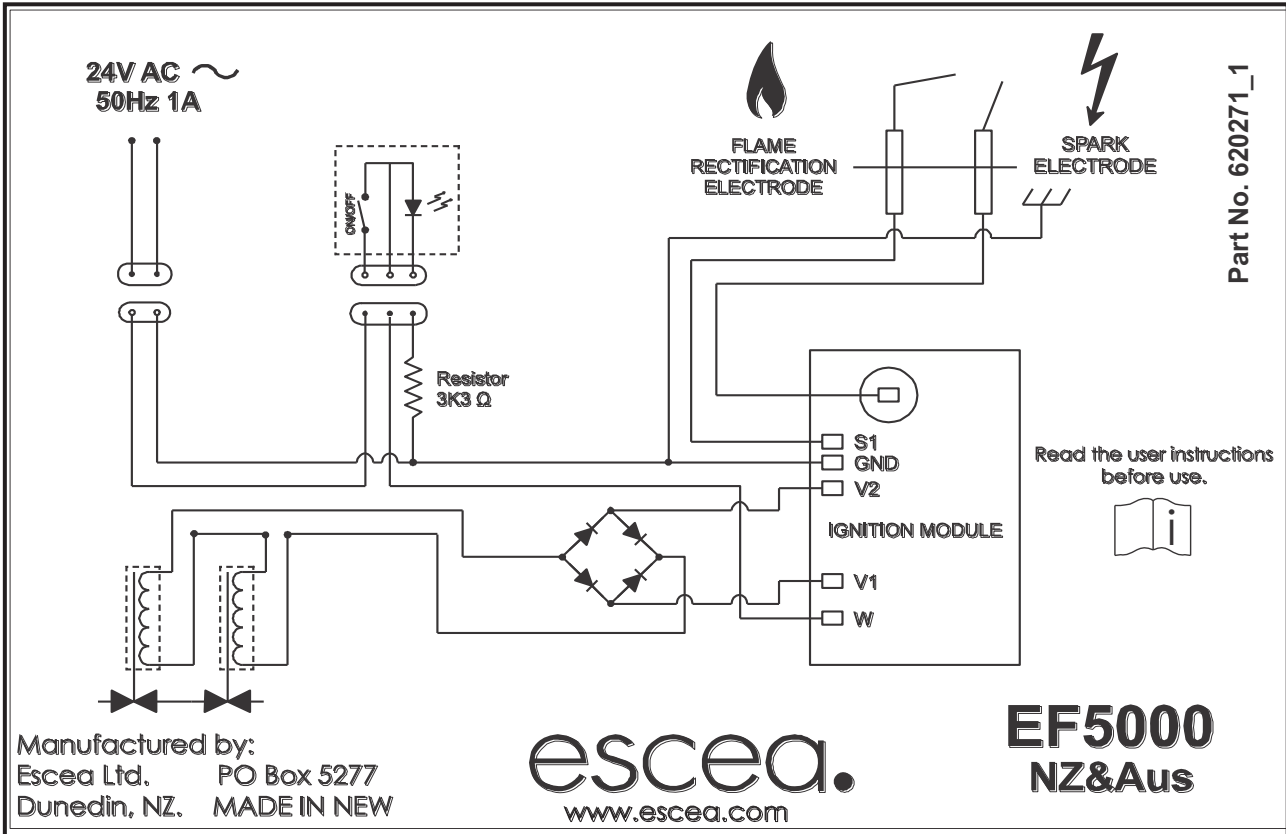 24V AC
50Hz 1A
ON/OFF
FLAME
RECTIFICATION
ELECTRODE
SPARK
ELECTRODE
Part No. 620271_1
Resistor
3K3 Ω
S1
GND
V2
IGNITION MODULE
V1
W
Read the user instructions
before use.
i
Manufactured by:
Escea Ltd. PO Box 5277
Dunedin, NZ. MADE IN NEW
escea.
www.escea.com
EF5000
NZ&Aus